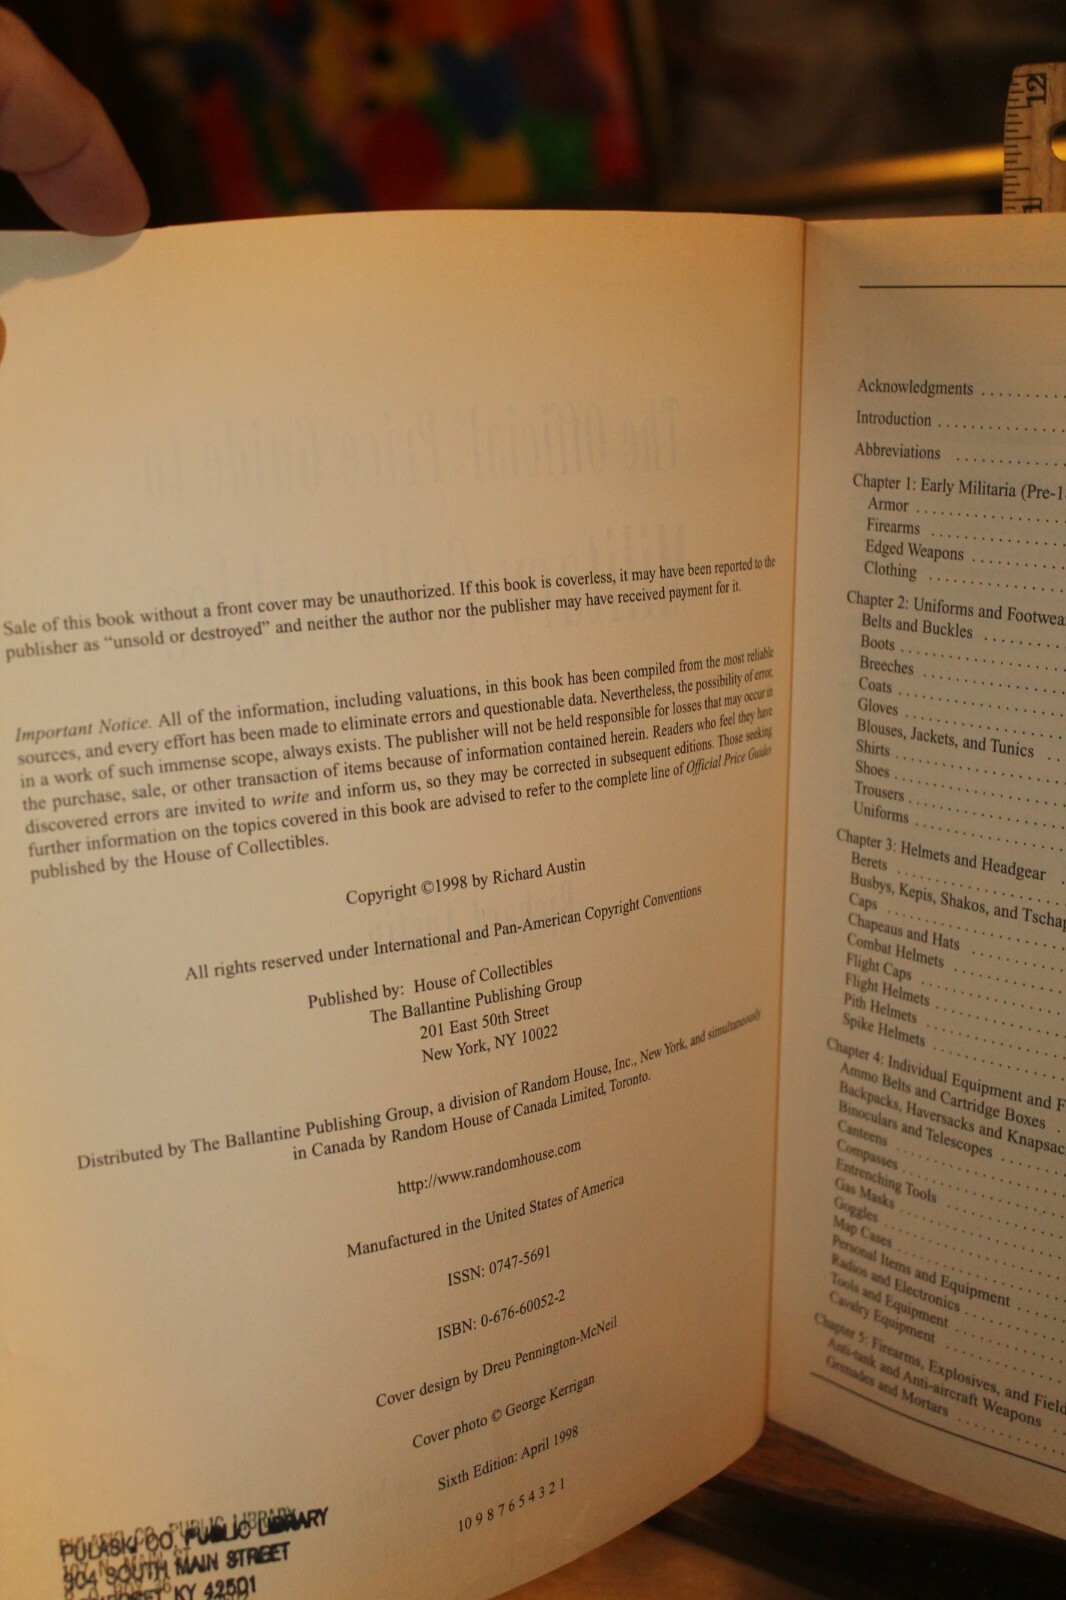 Sale of this book without a front cover may be unauthorized. If this book is coverless, it may have been reported to the
publisher as “unsold or destroyed” and neither the author nor the publisher may have received payment for it.
Important Notice. All of the information, including valuations, in this book has been compiled from the most reliable
sources, and every effort has been made to eliminate errors and questionable data. Nevertheless, the possibility of error,
in a work of such immense scope, always exists. The publisher will not be held responsible for losses that may occur in
the purchase, sale, or other transaction of items because of information contained herein. Readers who feel they have
discovered errors are invited to write and inform us, so they may be corrected in subsequent editions. Those seeking
further information on the topics covered in this book are advised to refer to the complete line of Official Price Guides
published by the House of Collectibles.
Copyright ©1998 by Richard Austin
All rights reserved under International and Pan-American Copyright Conventions
Published by: House of Collectibles
The Ballantine Publishing Group
201 East 50th Street
New York, NY 10022
Distributed by The Ballantine Publishing Group, a division of Random House, Inc., New York, and simultaneously
in Canada by Random House of Canada Limited, Toronto.
http://www.randomhouse.com
Manufactured in the United States of America
ISSN: 0747-5691
ISBN: 0-676-60052-2
Cover design by Dreu Pennington-McNeil
Cover photo © George Kerrigan
Sixth Edition: April 1998
10 9 8 7 6 5 4 3 2 1
PULASKI CO. PUBLIC LIBRARY
304 SOUTH MAIN STREET
KY 42501
12
Acknowledgments
Introduction
Abbreviations
Chapter 1: Early Militaria (Pre-1
Armor
Firearms
Edged Weapons
Clothing
Chapter 2: Uniforms and Footwea
Belts and Buckles
Boots
Breeches
Coats
Gloves
Blouses, Jackets, and Tunics
Shirts
Shoes
Trousers
Uniforms
Chapter 3: Helmets and Headgear
Berets
Busbys, Kepis, Shakos, and Tschap
Caps
Chapeaus and Hats
Combat Helmets
Flight Caps
Flight Helmets
Pith Helmets
Spike Helmets
Chapter 4: Individual Equipment and F
Ammo Belts and Cartridge Boxes
Backpacks, Haversacks and Knapsac
Binoculars and Telescopes
Canteens
Compasses
Entrenching Tools
Gas Masks
Goggles
Map Cases
Personal Items and Equipment
Radios and Electronics
Tools and Equipment
Cavalry Equipment
Chapter 5: Firearms, Explosives, and Field
Anti-tank and Anti-aircraft Weapons
Grenades and Mortars